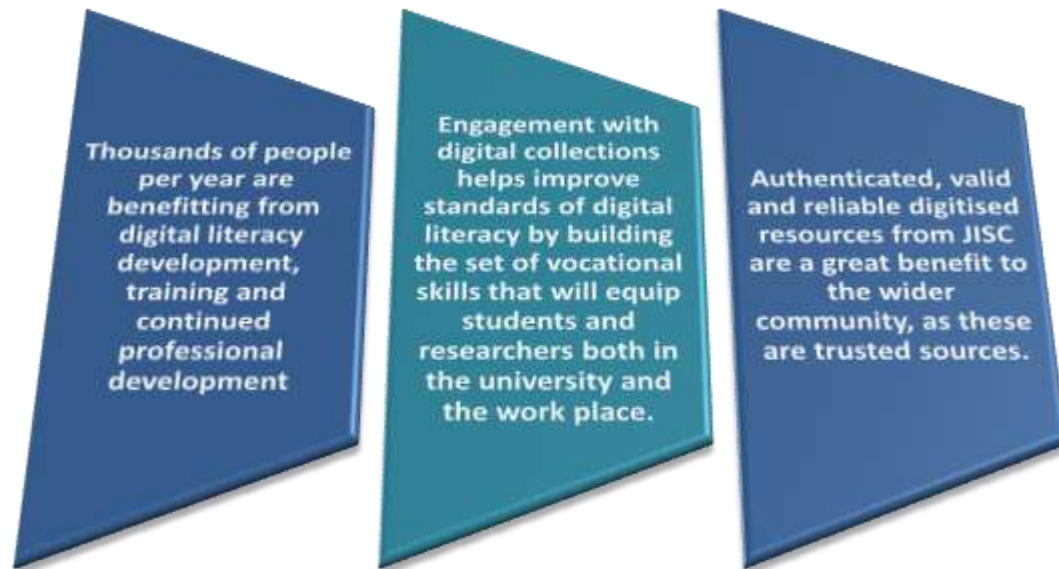 Thousands of people
per year are
benefitting from
digital literacy
development,
training and
continued
professional
development
Engagement with
digital collections
helps improve
standards of digital
literacy by building
the set of vocational
skills that will equip
students and
researchers both in
the university and
the work place.
Authenticated, valid
and reliable digitised
resources from JISC
are a great benefit to
the wider
community, as these
are trusted sources.